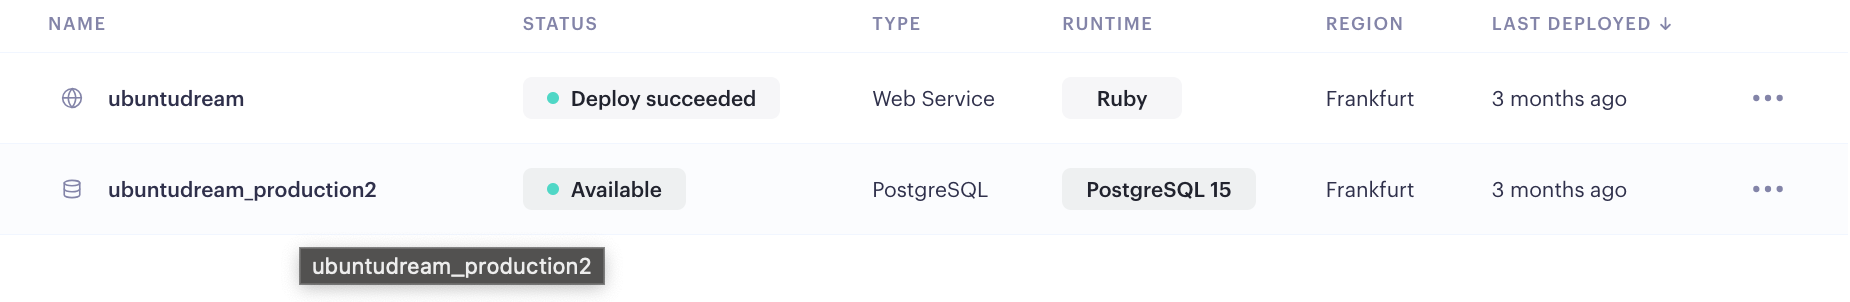 NAME STATUS TYPE RUNTIME REGION LAST DEPLOYED ↓
ubuntudream Deploy succeeded Web Service Ruby Frankfurt 3 months ago •••
ubuntudream_production2 Available PostgreSQL PostgreSQL 15 Frankfurt 3 months ago •••
ubuntudream_production2